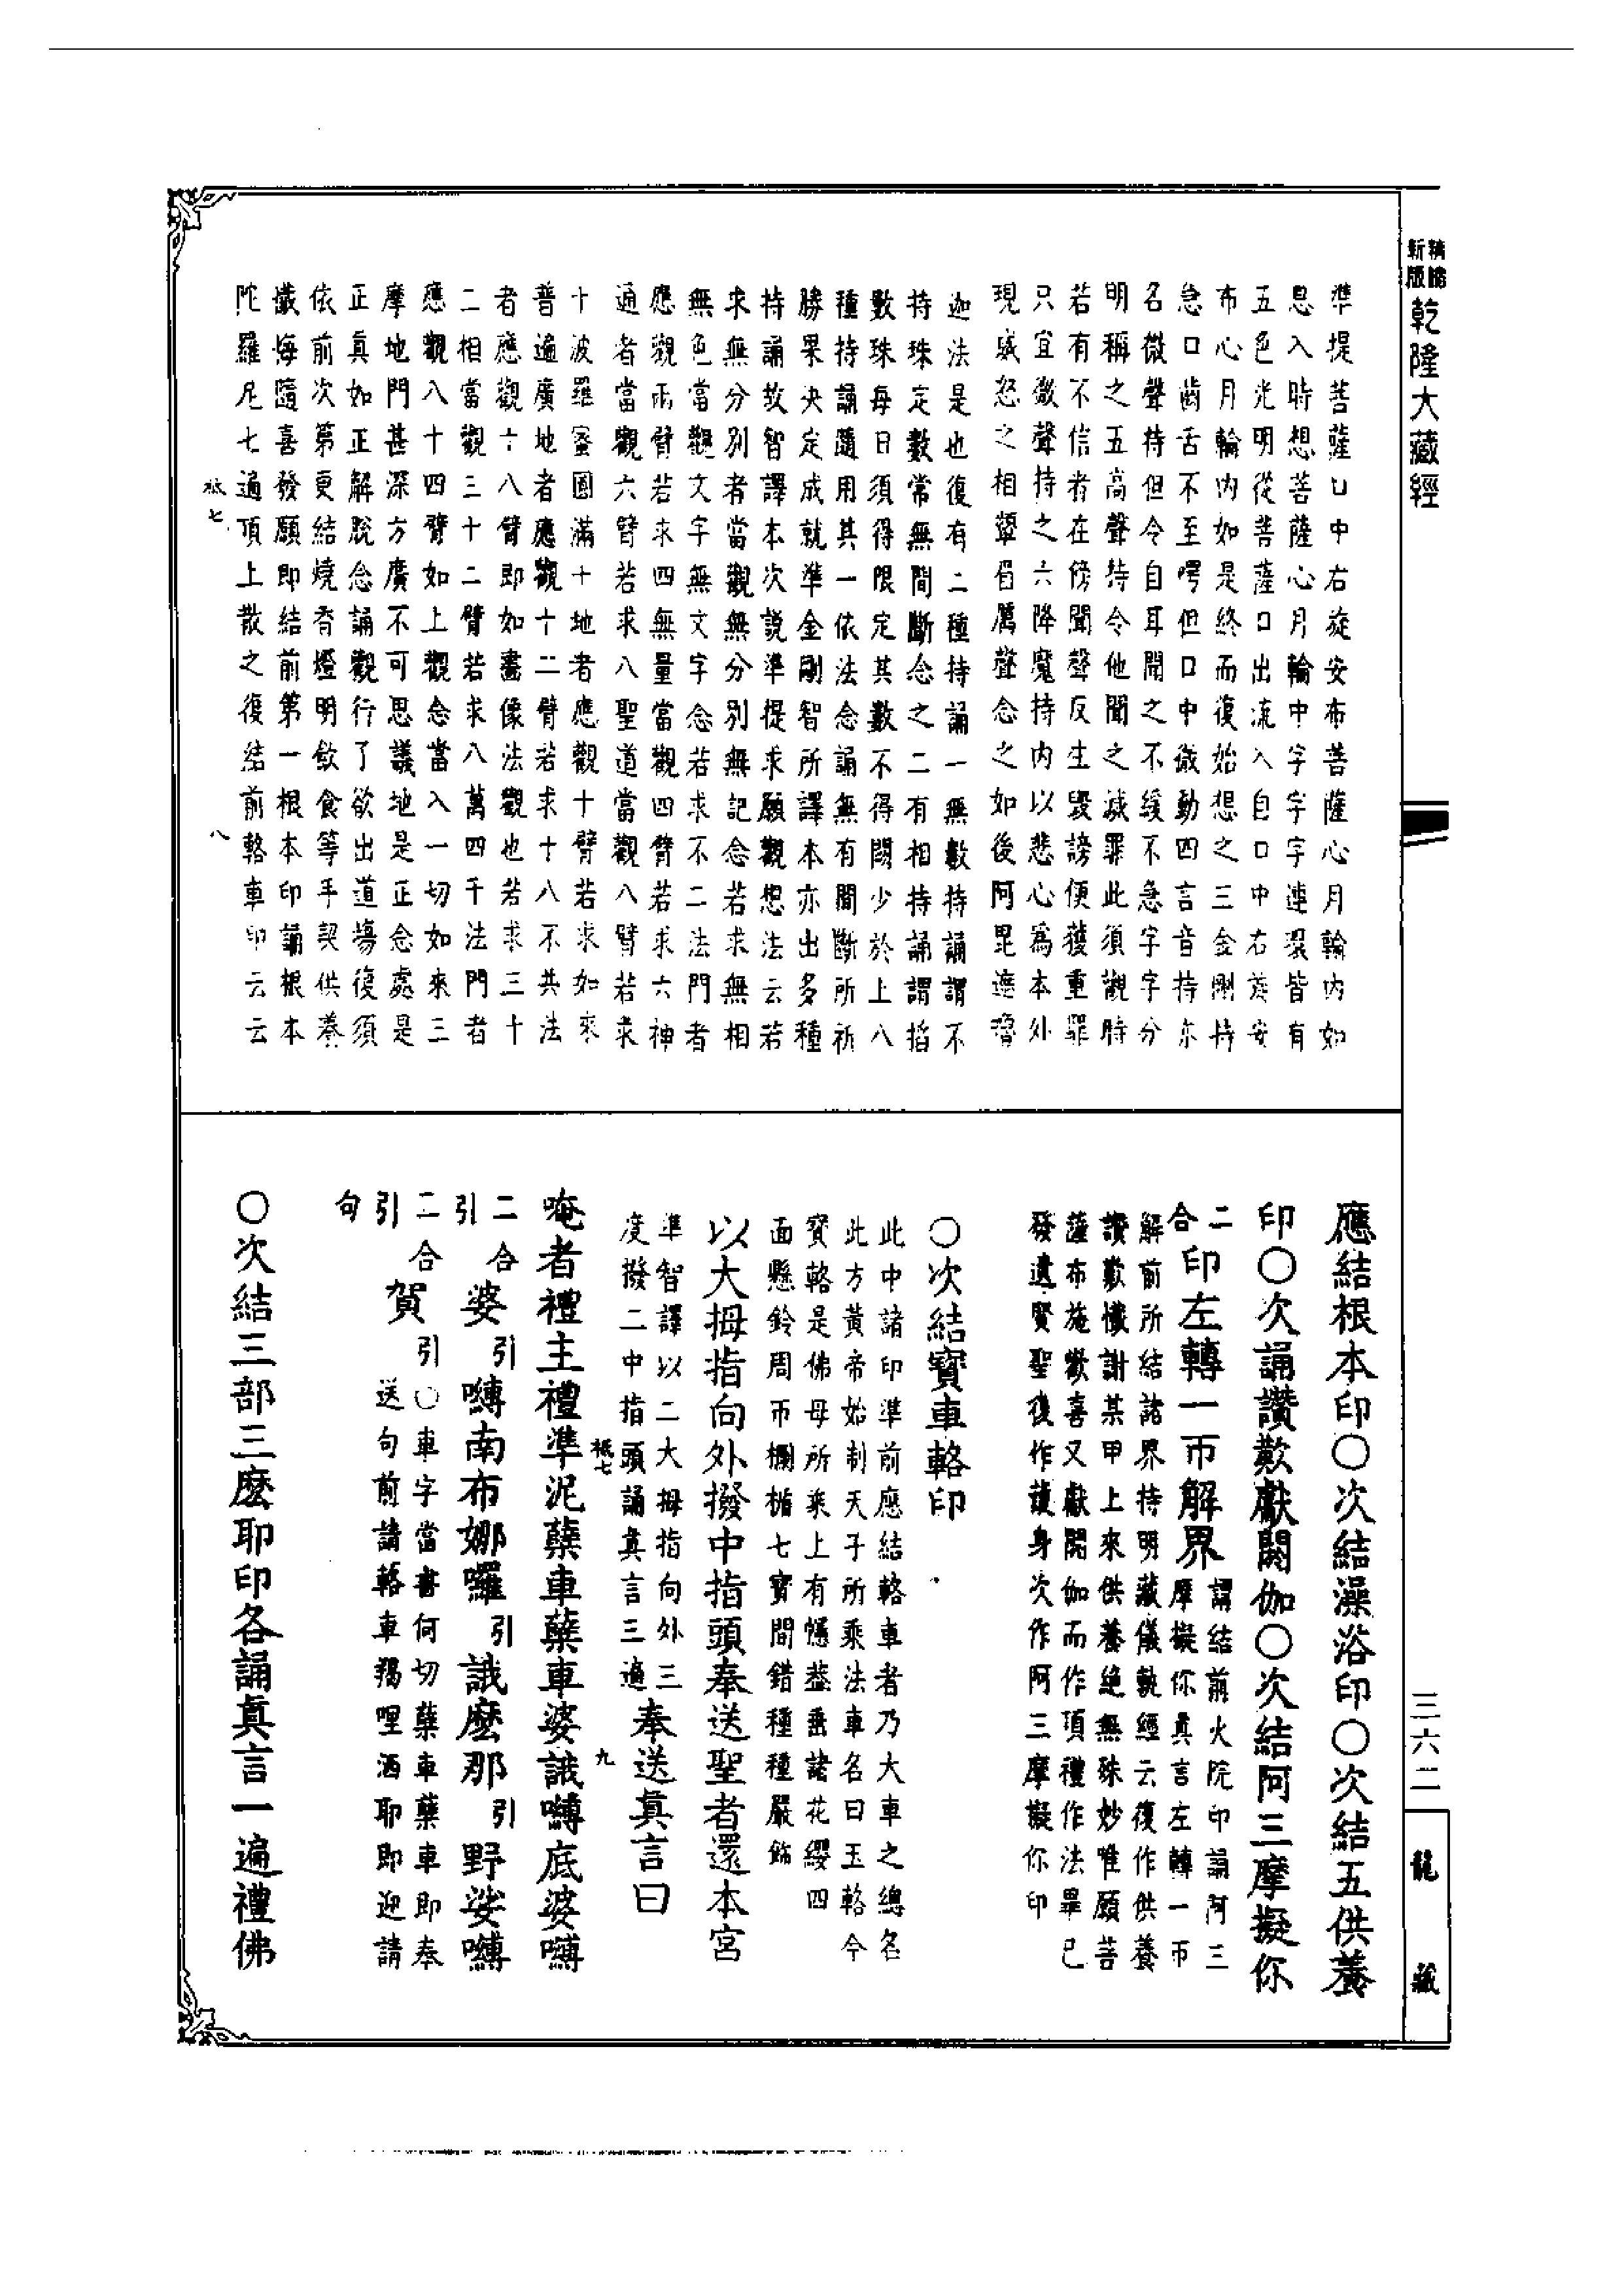 新版精縮
乾隆大藏經
準提菩薩口中右旋安布菩薩心月輪內如
息入時想菩薩心月輪中字字連環皆有
五色光明從菩薩口出流入自口中右旋安
布心月輪內如是終而復始想之三金剛持
急口齒舌不至㗁但口中微動四言音持尓
名微聲持但令自耳聞之不緩不急字字分
明稱之五高聲持令他聞之滅罪此須觀時
若有不信者在傍聞聲反生毀謗便獲重罪
只宜微聲持之六降魔持內以悲心為本外
現威怒之相顰眉厲聲念之如後阿毘遮嚕
迦法是也復有二種持誦一無數持誦謂不
持珠定數常無間斷念之二有相持誦謂搯
數珠每日須得限定其數不得闕少於上八
種持誦隨用其一依法念誦無有間斷所祈
勝果決定成就準金剛智所譯本亦出多種
持誦故智譯本次說準提求願觀想法云若
求無分別者當觀無分別無記念若求無相
無色當觀文字無文字念若求不二法門者
應觀兩臂若求四無量當觀四臂若求六神
通者當觀六臂若求八聖道當觀八臂若求
十波羅蜜圓滿十地者應觀十臂若求如來
普遍廣地者應觀十二臂若求十八不共法
者應觀十八臂即如畫像法觀也若求三十
二相當觀三十二臂若求八萬四千法門者
應觀八十四臂如上觀念當入一切如來三
摩地門甚深方廣不可思議地是正念處是
正真如正解脫念誦觀行了欲出道場復須
依前次第更結燒香燈明飲食等手契供養
懺悔隨喜發願即結前第一根本印誦根本
陀羅尼七遍頂上散之復結前輅車印云云
祗七 八
應結根本印〇次結澡浴印〇次結五供養
印〇次誦讚歎獻閼伽〇次結阿三摩擬你
二合印左轉一帀解界謂結前火院印誦阿三摩擬你真言左轉一帀
解前所結諸界持明藏儀軌經云復作供養
讚歎懺謝某甲上來供養絕無殊妙唯願菩
薩布施歡喜又獻閼伽而作頂禮作法畢已
發遣賢聖復作護身次作阿三摩擬你印
〇次結寶車輅印
此中諸印準前應結輅車者乃大車之總名
此方黃帝始制天子所乘法車名曰玉輅今
寶輅是佛母所乘上有幰蓋垂諸花纓四
面懸鈴周帀欄楯七寶間錯種種嚴飾
以大拇指向外撥中指頭奉送聖者還本宮
準智譯以二大拇指向外三
度撥二中指頭誦真言三遍奉送真言曰
祗七 九
唵者禮主禮準泥蘖車蘖車婆誐嚩底婆嚩
二合引婆引嚩南布娜囉引誐麼那引野娑嚩
二合引賀引〇車字當書何切蘖車蘖車即奉
送句前請輅車羯哩洒耶即迎請
句
〇次結三部三麼耶印各誦真言一遍禮佛
三六二
龍藏